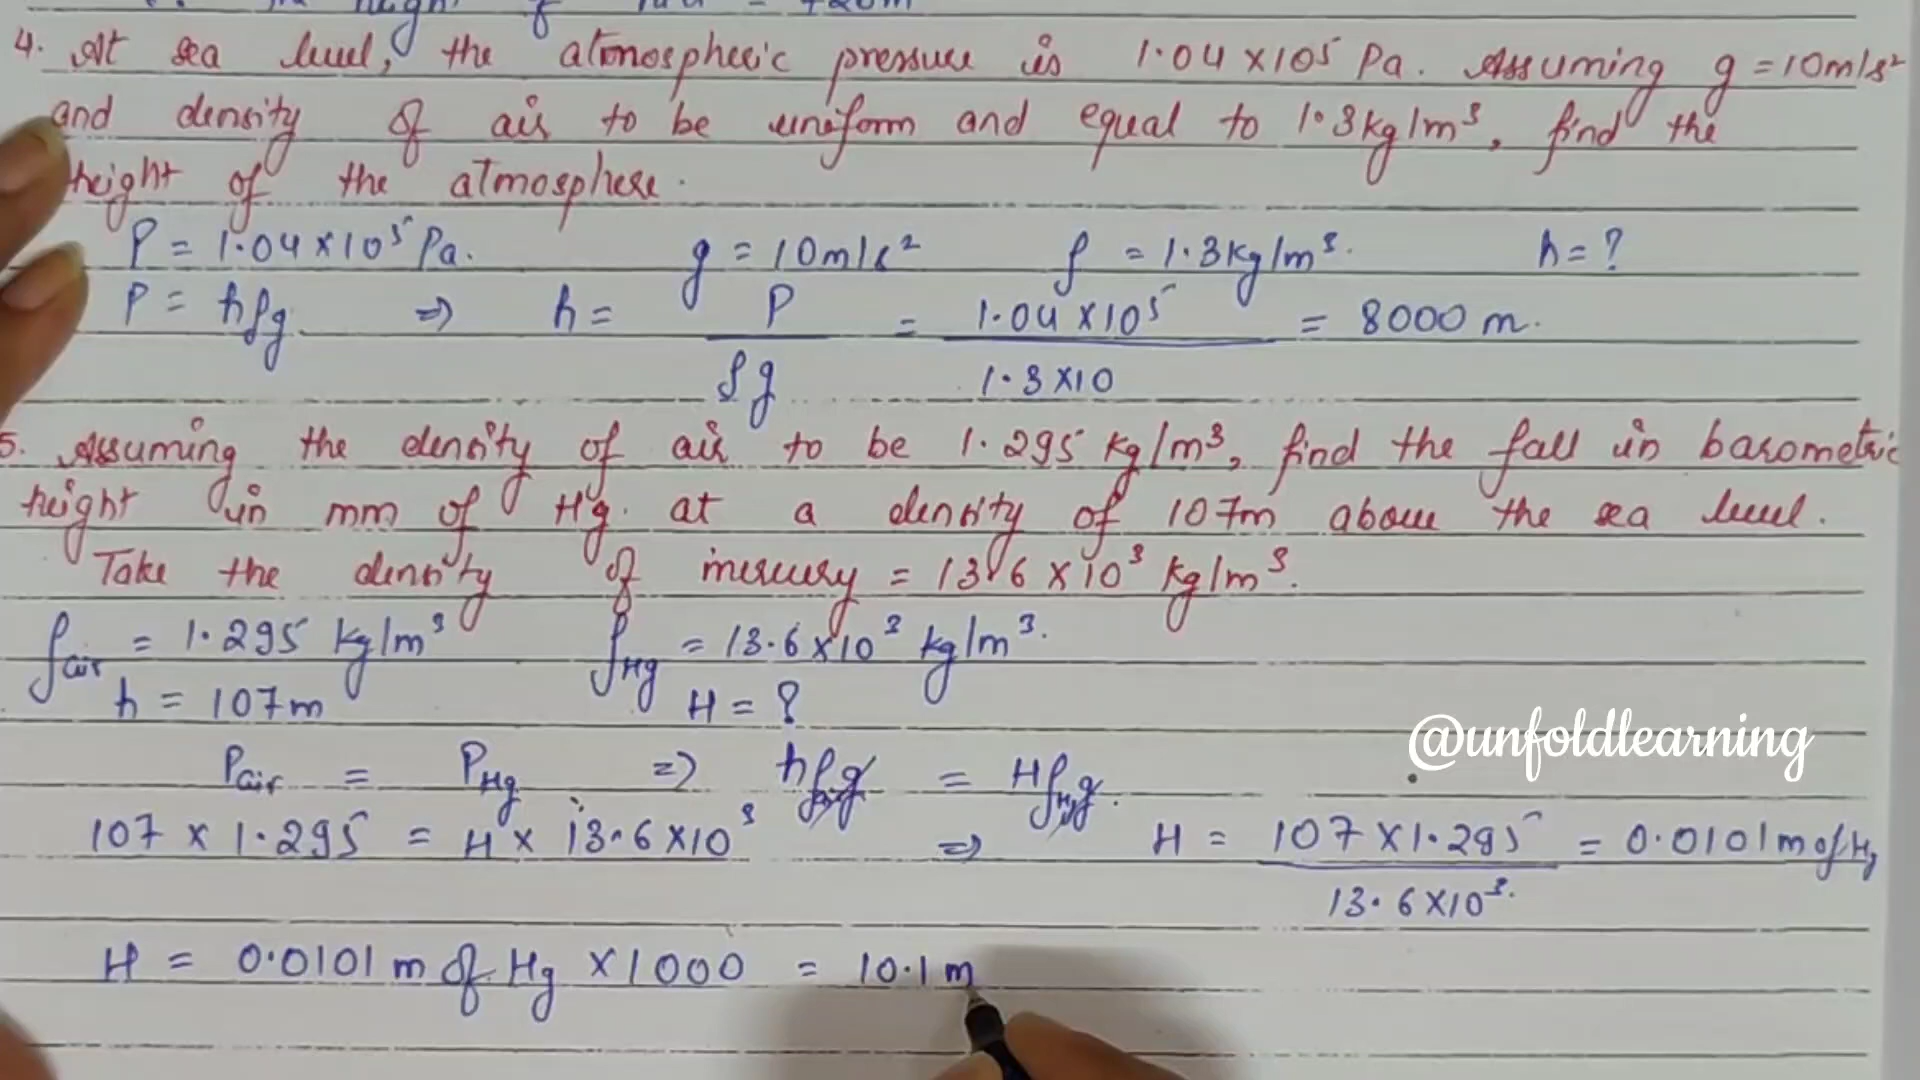 height of = 720m
4. At sea level, the atmospheric pressure is 1.04 × 10⁵ Pa. Assuming g = 10m/s²
and density of air to be uniform and equal to 1.3kg/m³, find the
height of the atmosphere.
P = 1.04 × 10⁵ Pa. g = 10m/s² ρ = 1.3kg/m³. h = ?
P = hρg. ⇒ h = P / ρg = 1.04 × 10⁵ / 1.3 × 10 = 8000 m.
5. Assuming the density of air to be 1.295 kg/m³, find the fall in barometric
height in mm of Hg. at a density of 107m above the sea level.
Take the density of mercury = 13.6 × 10³ kg/m³.
ρair = 1.295 kg/m³ ρHg = 13.6 × 10³ kg/m³.
h = 107m H = ?
Pair = PHg ⇒ hρairg = HρHgg.
@unfoldlearning
107 × 1.295 = H × 13.6 × 10³ ⇒ H = 107 × 1.295 / 13.6 × 10³. = 0.0101 m of Hg
H = 0.0101 m of Hg × 1000 = 10.1 m